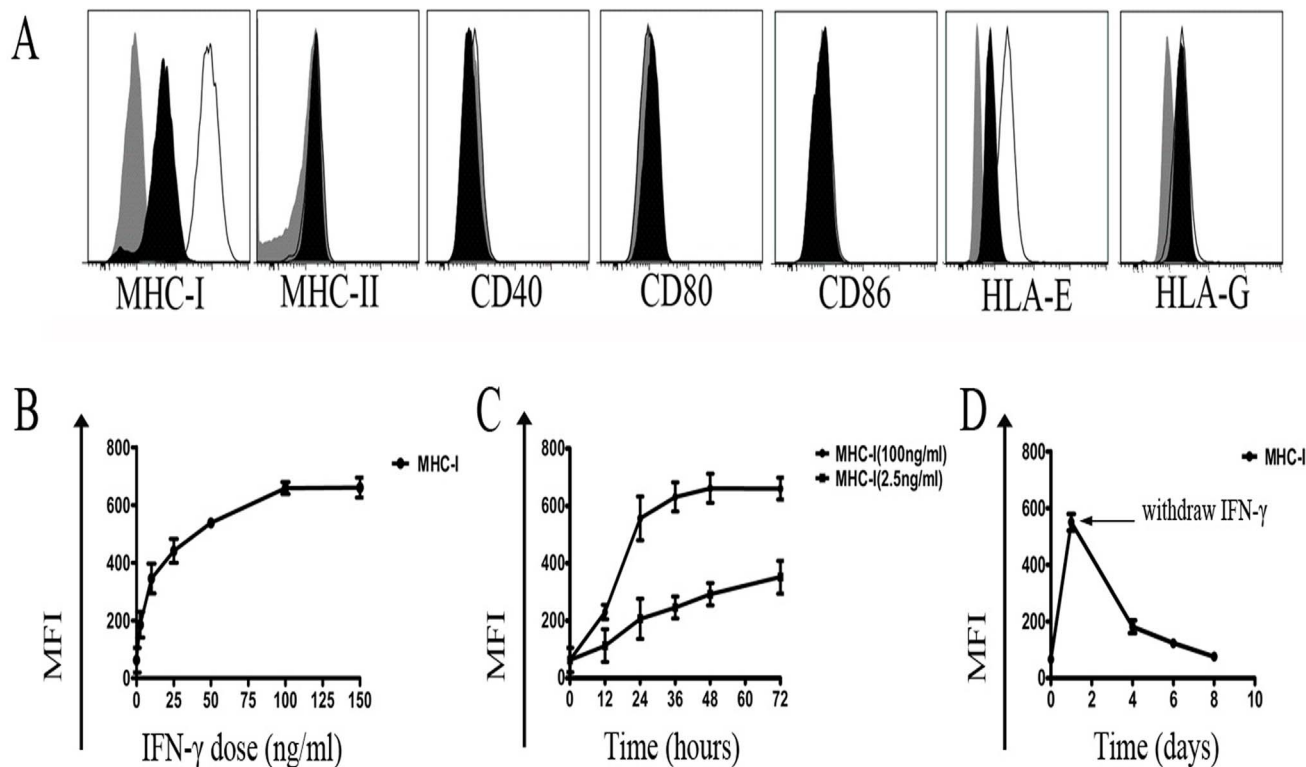 A
MHC-I
MHC-II
CD40
CD80
CD86
HLA-E
HLA-G
B
MFI
800
600
400
200
0
0 25 50 75 100 125 150
IFN-γ dose (ng/ml)
MHC-I
C
MFI
800
600
400
200
0
0 12 24 36 48 60 72
Time (hours)
MHC-I(100ng/ml)
MHC-I(2.5ng/ml)
D
MFI
800
600
400
200
0
0 2 4 6 8 10
Time (days)
MHC-I
withdraw IFN-γ